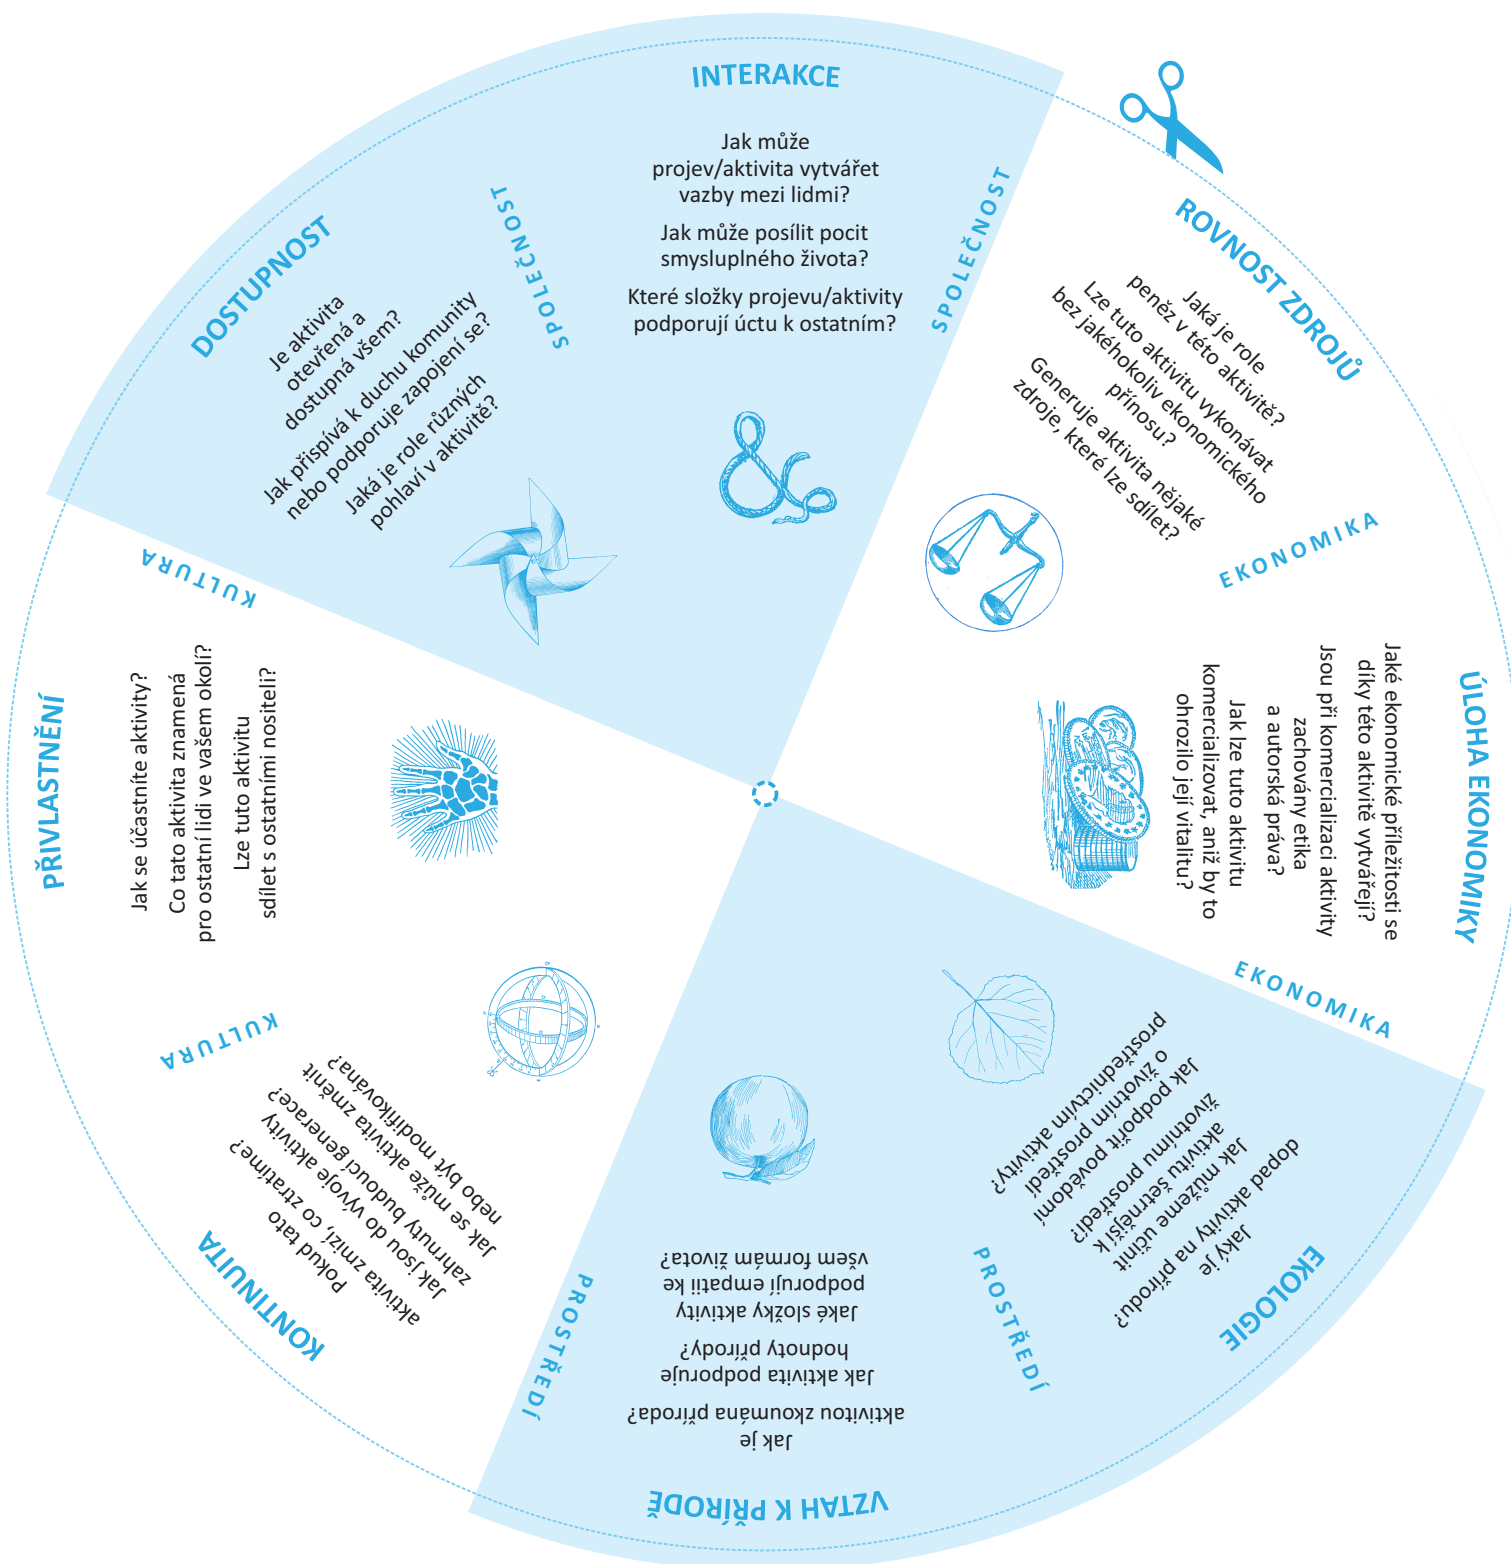 INTERAKCE
Jak může
projev/aktivita vytvářet
vazby mezi lidmi?
Jak může posílit pocit
smysluplného života?
Které složky projevu/aktivity
podporují úctu k ostatním?
SPOLEČNOST
ROVNOST ZDROJŮ
Jaká je role
peněz v této aktivitě?
Lze tuto aktivitu vykonávat
bez jakéhokoliv ekonomického
přínosu?
Generuje aktivita nějaké
zdroje, které lze sdílet?
EKONOMIKA
ÚLOHA EKONOMIKY
Jaké ekonomické příležitosti se
díky této aktivitě vytvářejí?
Jsou při komercializaci aktivity
zachovány etika
a autorská práva?
Jak lze tuto aktivitu
komercializovat, aniž by to
ohrozilo její vitalitu?
EKONOMIKA
EKOLOGIE
Jaký je
dopad aktivity na přírodu?
Jak můžeme učinit
aktivitu šetrnější k
životnímu prostředí?
Jak podpořit povědomí
o životním prostředí
prostřednictvím aktivity?
PROSTŘEDÍ
VZTAH K PŘÍRODĚ
Jak je
aktivitou zkoumána příroda?
Jak aktivita podporuje
hodnoty přírody?
Jaké složky aktivity
podporují empatii ke
všem formám života?
PROSTŘEDÍ
KONTINUITA
Pokud tato
aktivita zmizí, co ztratíme?
Jak jsou do vývoje aktivity
zahrnuty budoucí generace?
Jak se může aktivita změnit
nebo být modifikována?
KULTURA
PŘIVLASTNĚNÍ
Jak se účastníte aktivity?
Co tato aktivita znamená
pro ostatní lidi ve vašem okolí?
Lze tuto aktivitu
sdílet s ostatními nositeli?
KULTURA
DOSTUPNOST
Je aktivita
otevřená a
dostupná všem?
Jak přispívá k duchu komunity
nebo podporuje zapojení se?
Jaká je role různých
pohlaví v aktivitě?
SPOLEČNOST